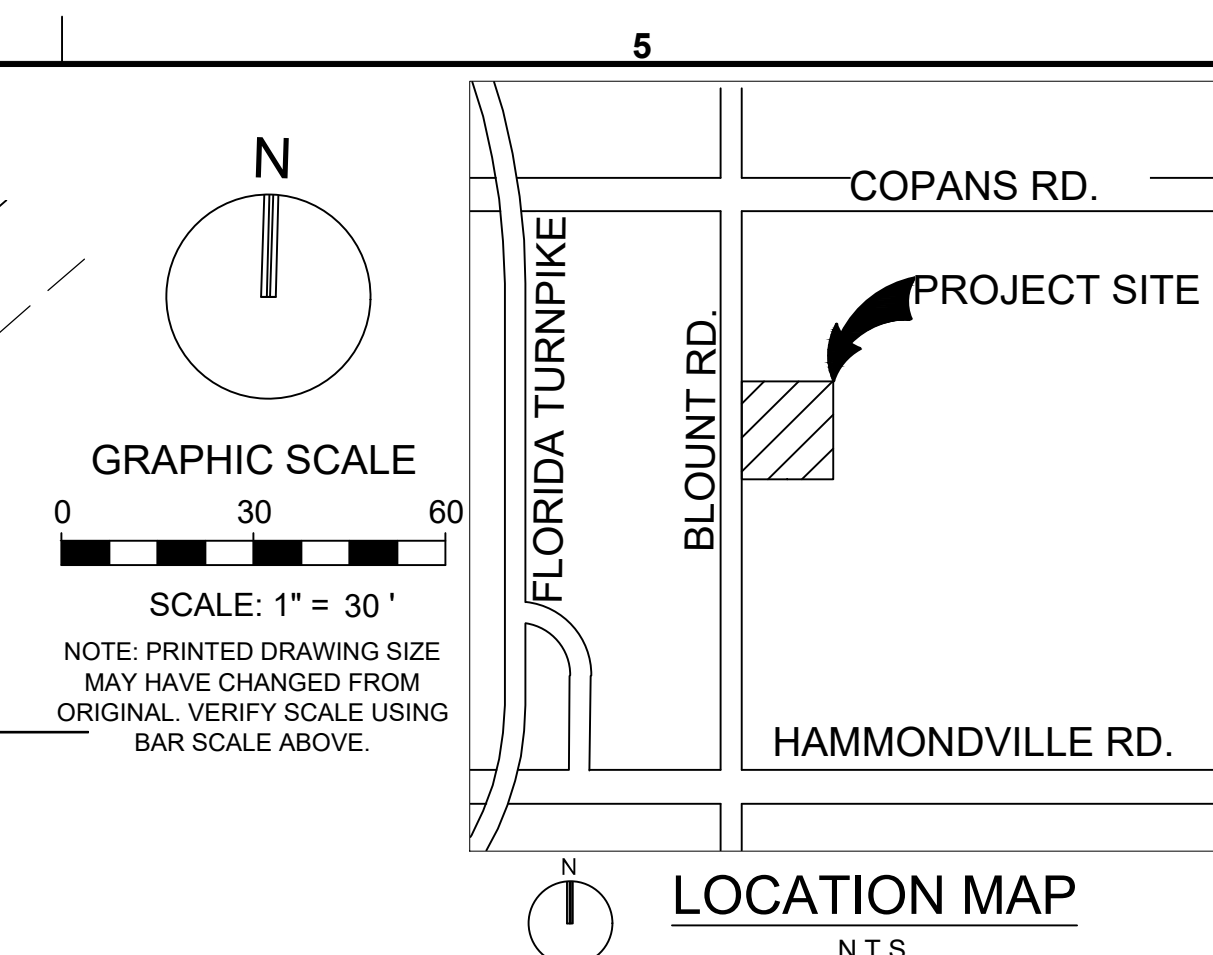 5
N
GRAPHIC SCALE
0 30 60
SCALE: 1" = 30 '
NOTE: PRINTED DRAWING SIZE
MAY HAVE CHANGED FROM
ORIGINAL. VERIFY SCALE USING
BAR SCALE ABOVE.
COPANS RD.
PROJECT SITE
FLORIDA TURNPIKE
BLOUNT RD.
HAMMONDVILLE RD.
N
LOCATION MAP
N.T.S.